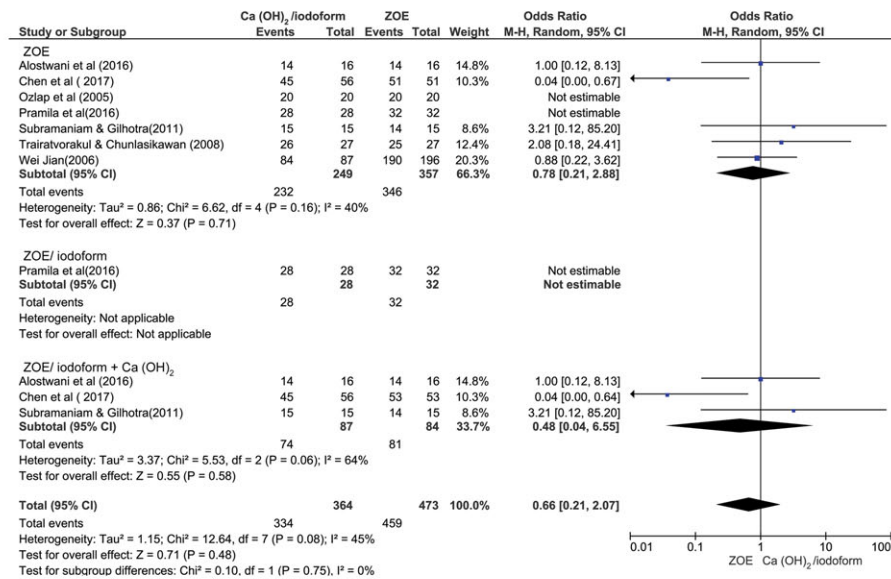 Ca (OH)₂ /iodoform ZOE Odds Ratio Odds Ratio
Study or Subgroup Events Total Events Total Weight M-H, Random, 95% CI M-H, Random, 95% CI
ZOE
Alostwani et al (2016) 14 16 14 16 14.8% 1.00 [0.12, 8.13]
Chen et al ( 2017) 45 56 51 51 10.3% 0.04 [0.00, 0.67]
Ozlap et al (2005) 20 20 20 20 Not estimable
Pramila et al(2016) 28 28 32 32 Not estimable
Subramaniam & Gilhotra(2011) 15 15 14 15 8.6% 3.21 [0.12, 85.20]
Trairatvorakul & Chunlasikawan (2008) 26 27 25 27 12.4% 2.08 [0.18, 24.41]
Wei Jian(2006) 84 87 190 196 20.3% 0.88 [0.22, 3.62]
Subtotal (95% CI) 249 357 66.3% 0.78 [0.21, 2.88]
Total events 232 346
Heterogeneity: Tau² = 0.86; Chi² = 6.62, df = 4 (P = 0.16); I² = 40%
Test for overall effect: Z = 0.37 (P = 0.71)
ZOE/ iodoform
Pramila et al(2016) 28 28 32 32 Not estimable
Subtotal (95% CI) 28 32 Not estimable
Total events 28 32
Heterogeneity: Not applicable
Test for overall effect: Not applicable
ZOE/ iodoform + Ca (OH)₂
Alostwani et al (2016) 14 16 14 16 14.8% 1.00 [0.12, 8.13]
Chen et al ( 2017) 45 56 53 53 10.3% 0.04 [0.00, 0.64]
Subramaniam & Gilhotra(2011) 15 15 14 15 8.6% 3.21 [0.12, 85.20]
Subtotal (95% CI) 87 84 33.7% 0.48 [0.04, 6.55]
Total events 74 81
Heterogeneity: Tau² = 3.37; Chi² = 5.53, df = 2 (P = 0.06); I² = 64%
Test for overall effect: Z = 0.55 (P = 0.58)
Total (95% CI) 364 473 100.0% 0.66 [0.21, 2.07]
Total events 334 459
Heterogeneity: Tau² = 1.15; Chi² = 12.64, df = 7 (P = 0.08); I² = 45%
Test for overall effect: Z = 0.71 (P = 0.48)
Test for subgroup differences: Chi² = 0.10, df = 1 (P = 0.75), I² = 0%
0.01 0.1 1 10 100
ZOE Ca (OH)₂ /iodoform